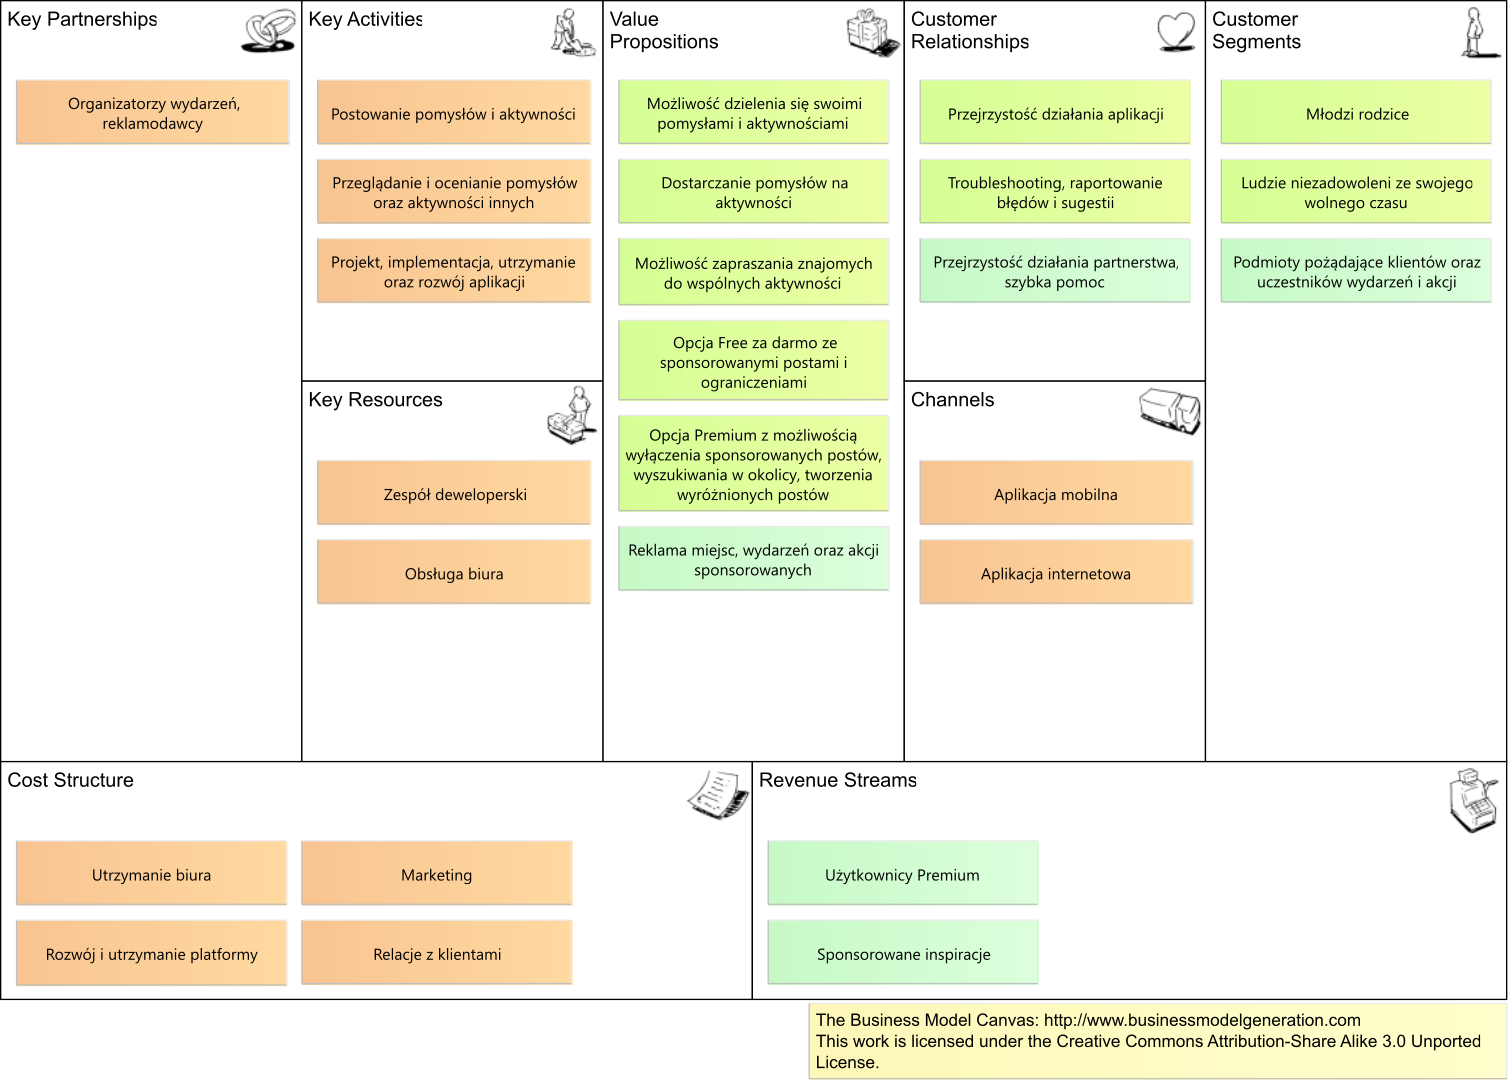 Key Partnerships
Organizatorzy wydarzeń,
reklamodawcy
Key Activities
Postowanie pomysłów i aktywności
Przeglądanie i ocenianie pomysłów
oraz aktywności innych
Projekt, implementacja, utrzymanie
oraz rozwój aplikacji
Key Resources
Zespół deweloperski
Obsługa biura
Value
Propositions
Możliwość dzielenia się swoimi
pomysłami i aktywnościami
Dostarczanie pomysłów na
aktywności
Możliwość zapraszania znajomych
do wspólnych aktywności
Opcja Free za darmo ze
sponsorowanymi postami i
ograniczeniami
Opcja Premium z możliwością
wyłączenia sponsorowanych postów,
wyszukiwania w okolicy, tworzenia
wyróżnionych postów
Reklama miejsc, wydarzeń oraz akcji
sponsorowanych
Customer
Relationships
Przejrzystość działania aplikacji
Troubleshooting, raportowanie
błędów i sugestii
Przejrzystość działania partnerstwa,
szybka pomoc
Channels
Aplikacja mobilna
Aplikacja internetowa
Customer
Segments
Młodzi rodzice
Ludzie niezadowoleni ze swojego
wolnego czasu
Podmioty pożądające klientów oraz
uczestników wydarzeń i akcji
Cost Structure
Utrzymanie biura
Marketing
Rozwój i utrzymanie platformy
Relacje z klientami
Revenue Streams
Użytkownicy Premium
Sponsorowane inspiracje
The Business Model Canvas: http://www.businessmodelgeneration.com
This work is licensed under the Creative Commons Attribution-Share Alike 3.0 Unported
License.